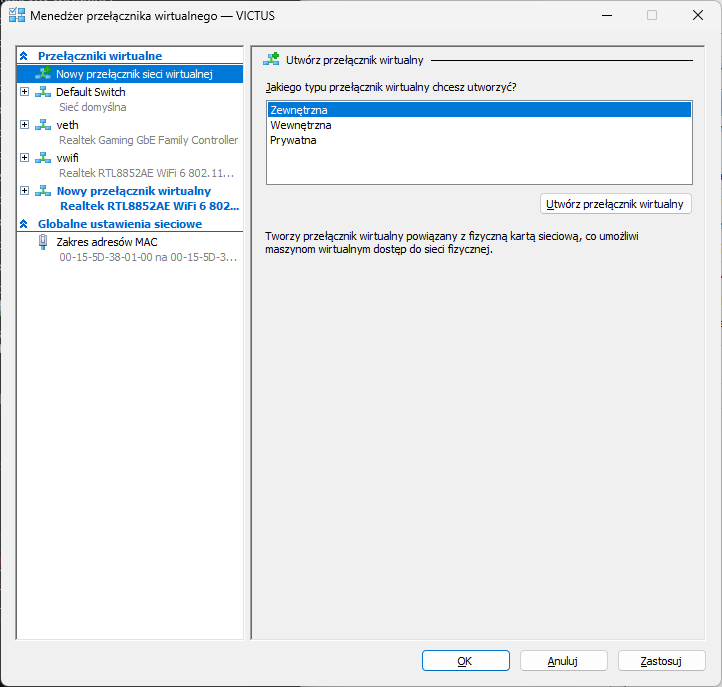 Menedżer przełącznika wirtualnego — VICTUS
Przełączniki wirtualne
Nowy przełącznik sieci wirtualnej
Default Switch
Sieć domyślna
veth
Realtek Gaming GbE Family Controller
vwifi
Realtek RTL8852AE WiFi 6 802.11...
Nowy przełącznik wirtualny
Realtek RTL8852AE WiFi 6 802...
Globalne ustawienia sieciowe
Zakres adresów MAC
00-15-5D-38-01-00 na 00-15-5D-3...
Utwórz przełącznik wirtualny
Jakiego typu przełącznik wirtualny chcesz utworzyć?
Zewnętrzna
Wewnętrzna
Prywatna
Utwórz przełącznik wirtualny
Tworzy przełącznik wirtualny powiązany z fizyczną kartą sieciową, co umożliwi
maszynom wirtualnym dostęp do sieci fizycznej.
OK
Anuluj
Zastosuj